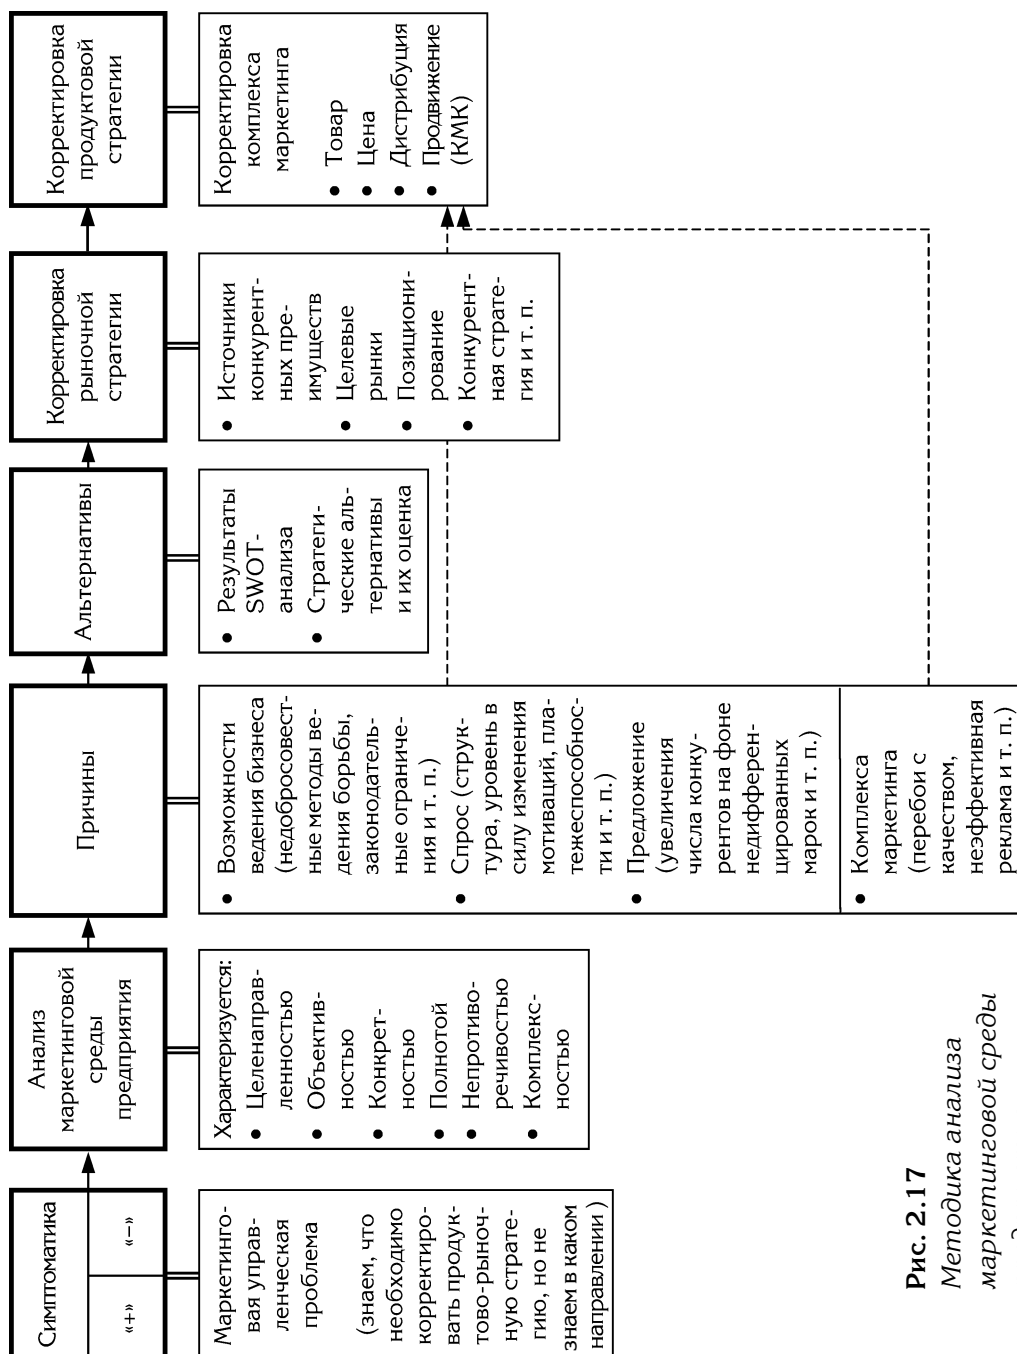 Симптоматика
«+»
«−»
Маркетинго-
вая управ-
ленческая
проблема
(знаем, что
необходимо
корректиро-
вать продук-
тово-рыноч-
ную страте-
гию, но не
знаем в каком
направлении)
Анализ
маркетинговой
среды
предприятия
Характеризуется:
• Целенаправ-
ленностью
• Объектив-
ностью
• Конкрет-
ностью
• Полнотой
• Непротиво-
речивостью
• Комплекс-
ностью
Причины
• Возможности
ведения бизнеса
(недобросовест-
ные методы ве-
дения борьбы,
законодатель-
ные ограниче-
ния и т. п.)
• Спрос (струк-
тура, уровень в
силу изменения
мотиваций, пла-
тежеспособнос-
ти и т. п.)
• Предложение
(увеличения
числа конку-
рентов на фоне
недифферен-
цированных
марок и т. п.)
• Комплекса
маркетинга
(перебои с
качеством,
неэффективная
реклама и т. п.)
Альтернативы
• Результаты
SWOT-
анализа
• Стратеги-
ческие аль-
тернативы
и их оценка
Корректировка
рыночной
стратегии
• Источники
конкурент-
ных пре-
имуществ
• Целевые
рынки
• Позициони-
рование
• Конкурент-
ная страте-
гия и т. п.
Корректировка
продуктовой
стратегии
Корректировка
комплекса
маркетинга
• Товар
• Цена
• Дистрибуция
• Продвижение
(КМК)
Рис. 2.17
Методика анализа
маркетинговой среды